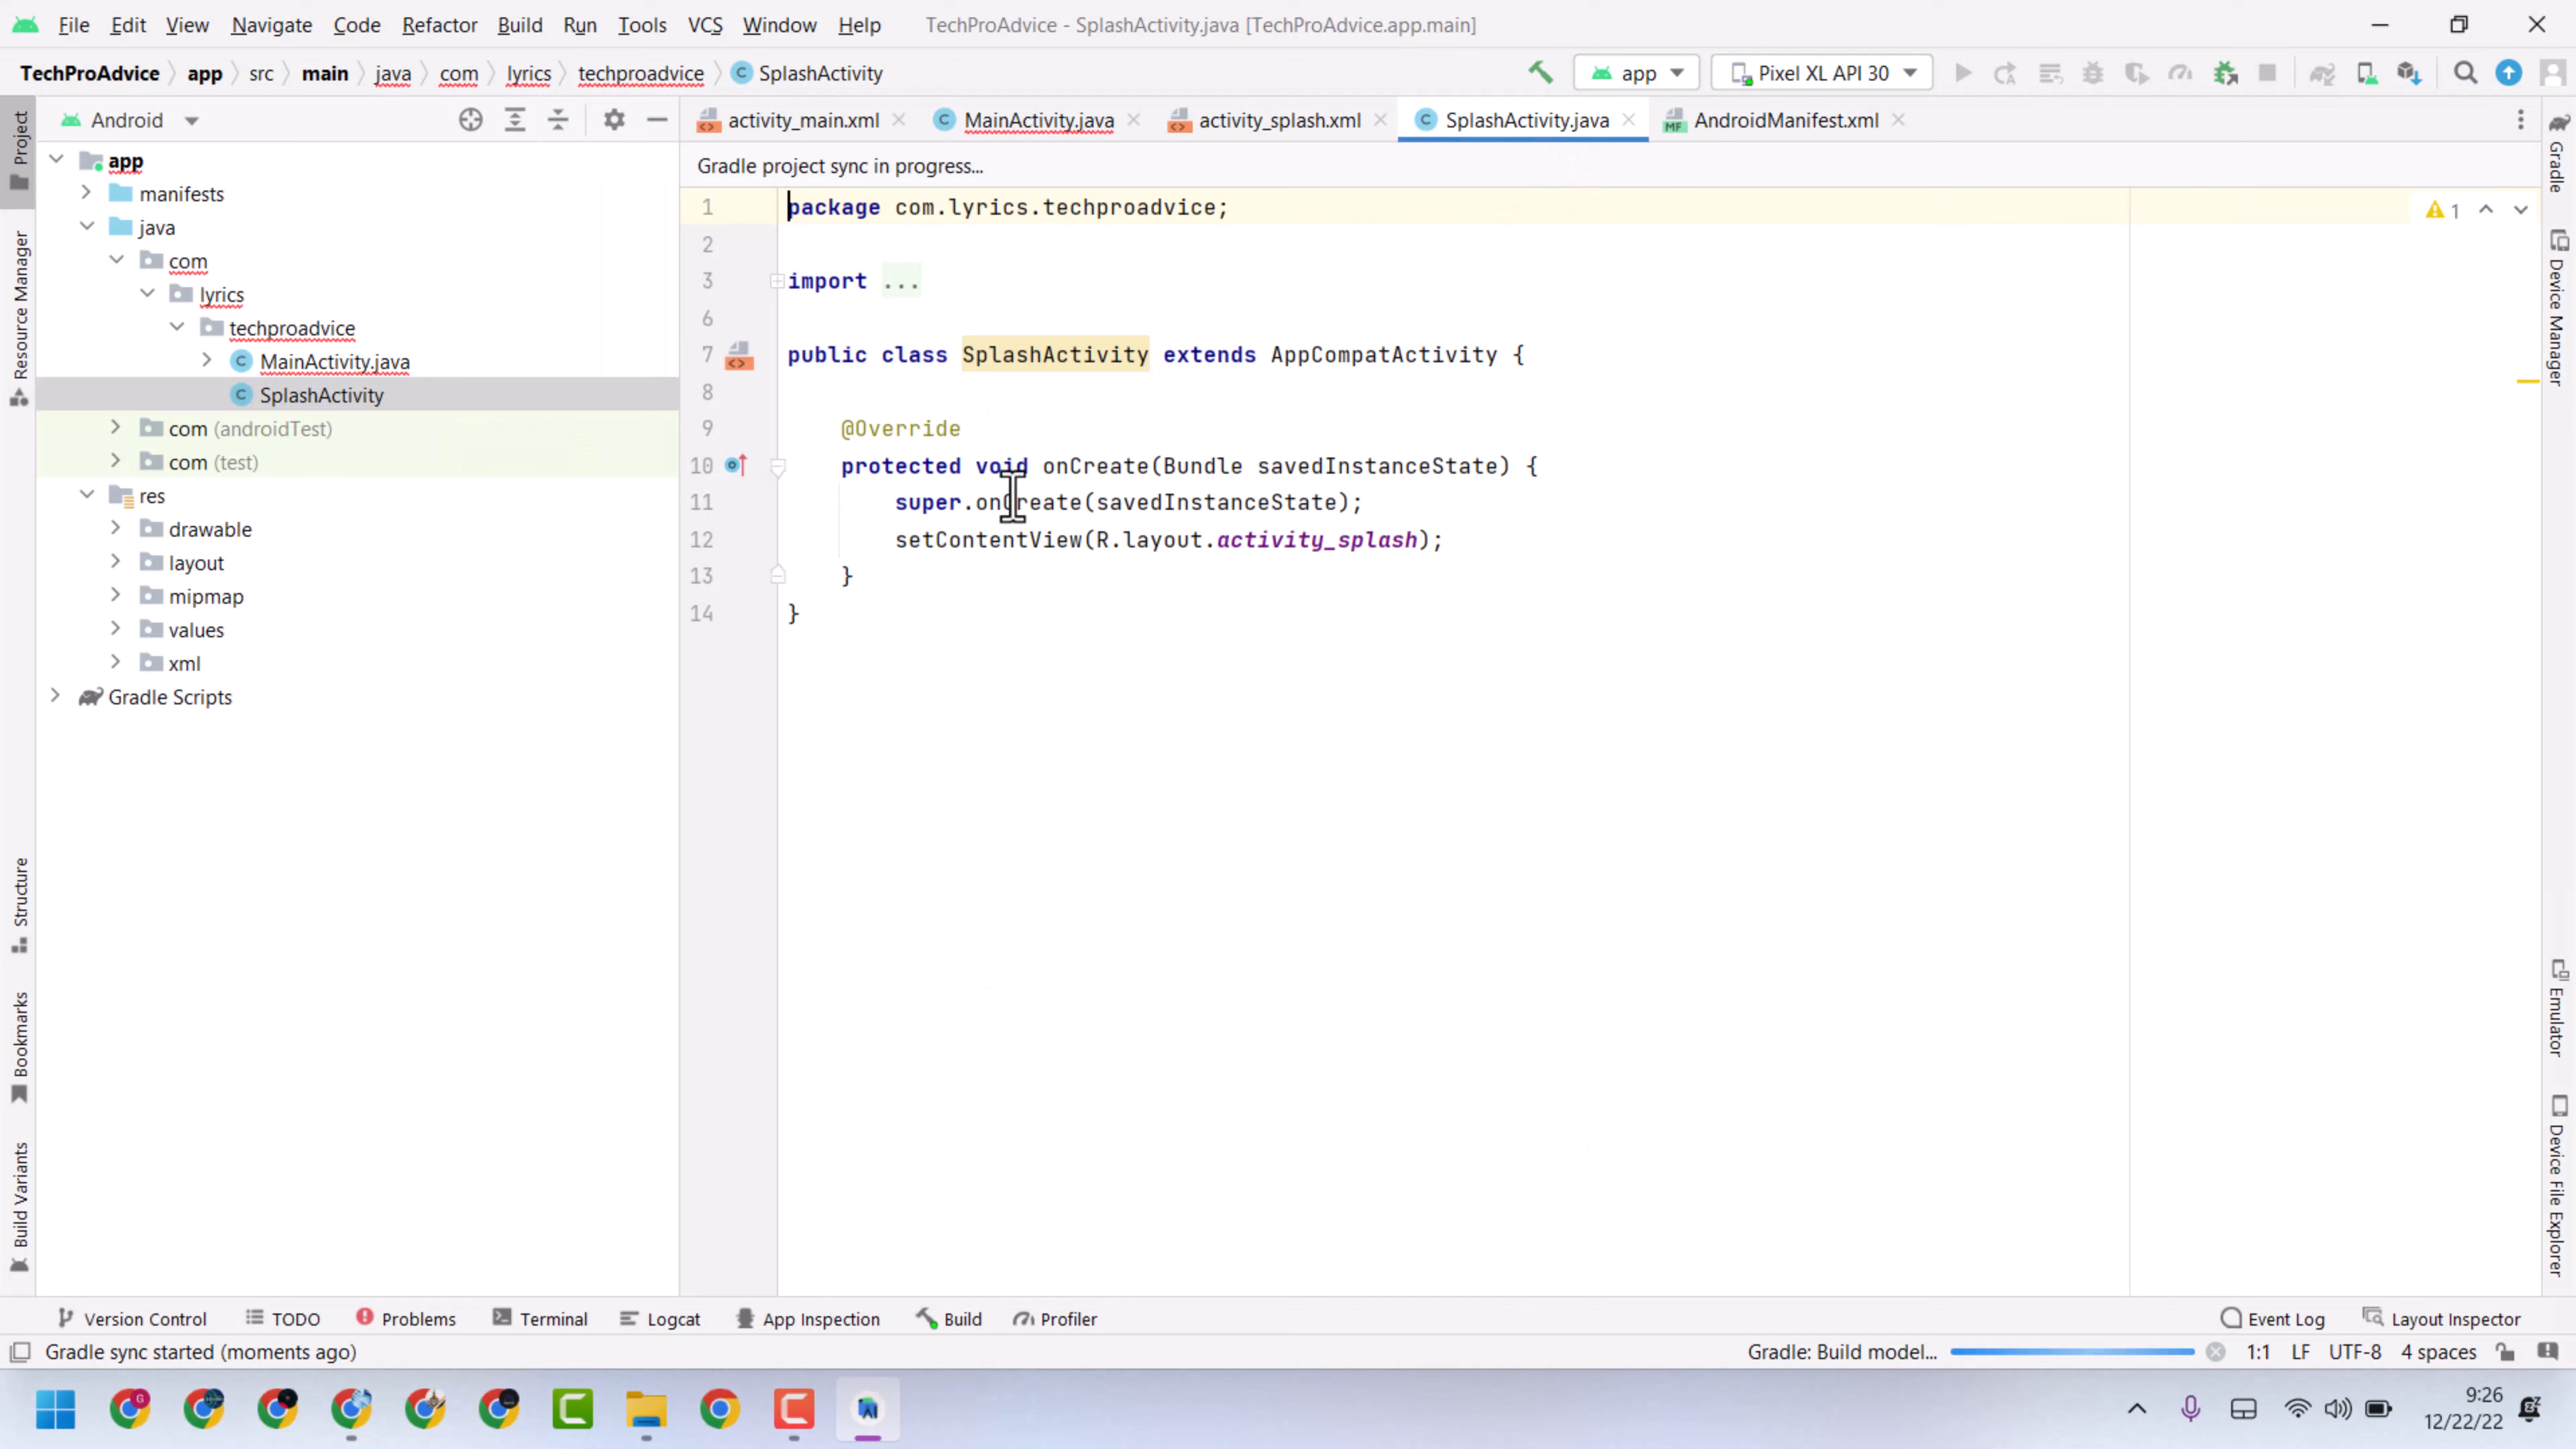 File Edit View Navigate Code Refactor Build Run Tools VCS Window Help TechProAdvice - SplashActivity.java [TechProAdvice.app.main]
TechProAdvice app src main java com lyrics techproadvice SplashActivity app Pixel XL API 30
Project
Android
activity_main.xml MainActivity.java activity_splash.xml SplashActivity.java AndroidManifest.xml
Gradle project sync in progress...
app
manifests
java
com
lyrics
techproadvice
MainActivity.java
SplashActivity
com (androidTest)
com (test)
res
drawable
layout
mipmap
values
xml
Gradle Scripts
1 package com.lyrics.techproadvice;
2
3 import ...
6
7 public class SplashActivity extends AppCompatActivity {
8
9 @Override
10 protected void onCreate(Bundle savedInstanceState) {
11 super.onCreate(savedInstanceState);
12 setContentView(R.layout.activity_splash);
13 }
14 }
1
Resource Manager
Structure
Bookmarks
Build Variants
Gradle
Device Manager
Emulator
Device File Explorer
Version Control TODO Problems Terminal Logcat App Inspection Build Profiler Event Log Layout Inspector
Gradle sync started (moments ago) Gradle: Build model... 1:1 LF UTF-8 4 spaces
9:26
12/22/22